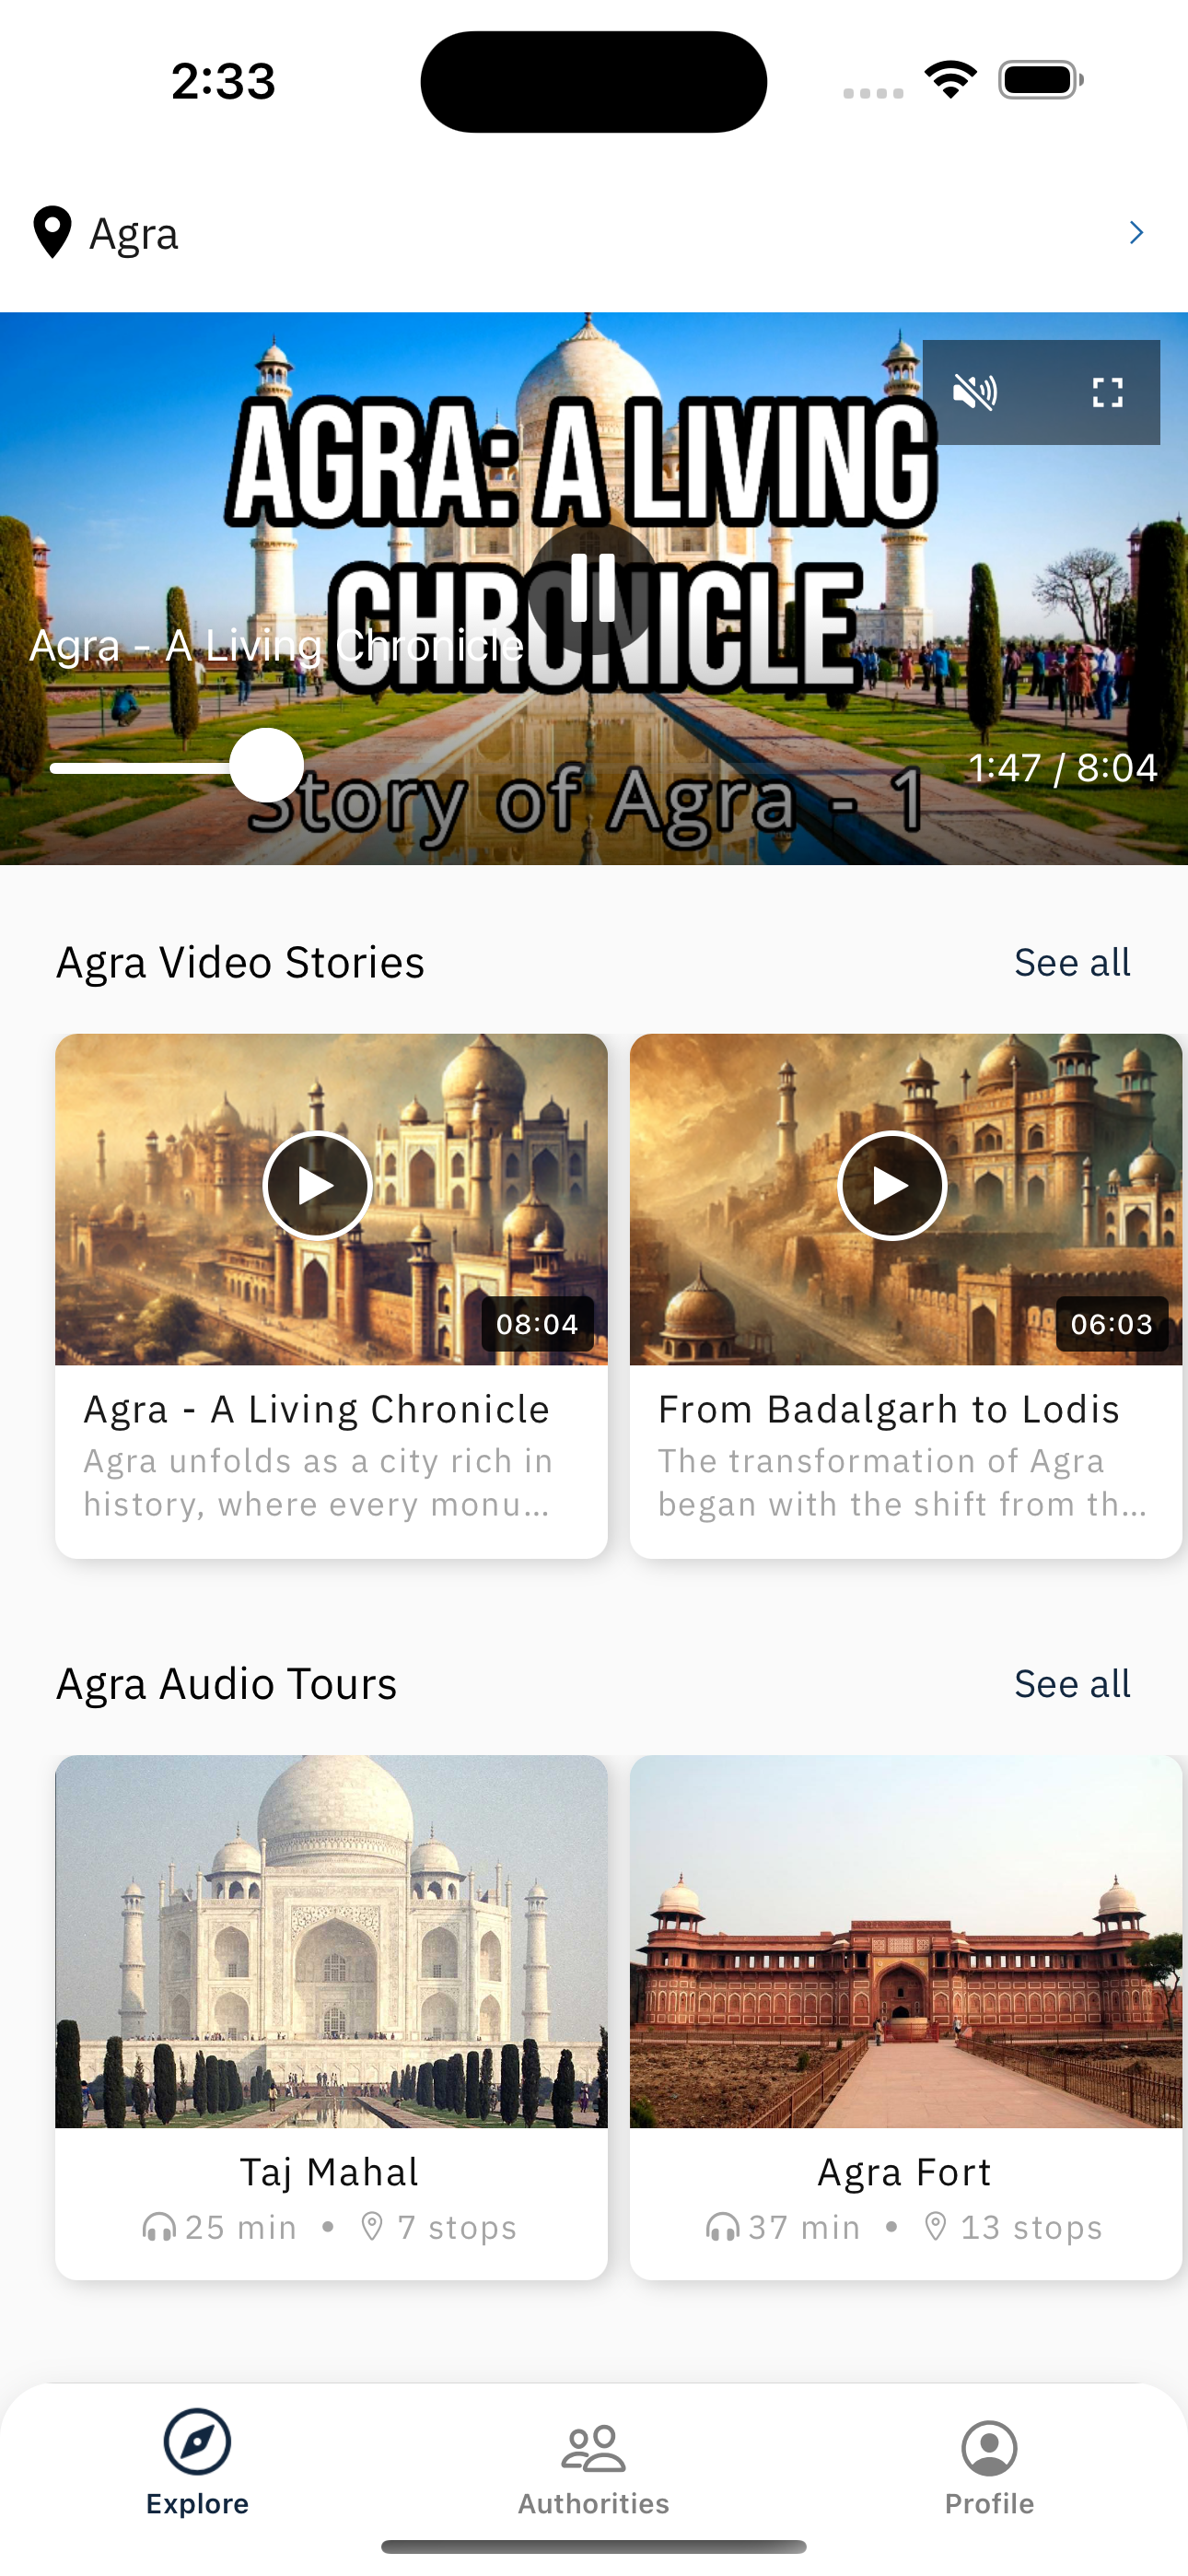 2:33
Agra
AGRA: A LIVING
CHRONICLE
Agra - A Living Chronicle
1:47 / 8:04
Story of Agra - 1
Agra Video Stories
See all
08:04
06:03
Agra - A Living Chronicle
Agra unfolds as a city rich in
history, where every monu...
From Badalgarh to Lodis
The transformation of Agra
began with the shift from th...
Agra Audio Tours
See all
Taj Mahal
25 min • 7 stops
Agra Fort
37 min • 13 stops
Explore
Authorities
Profile